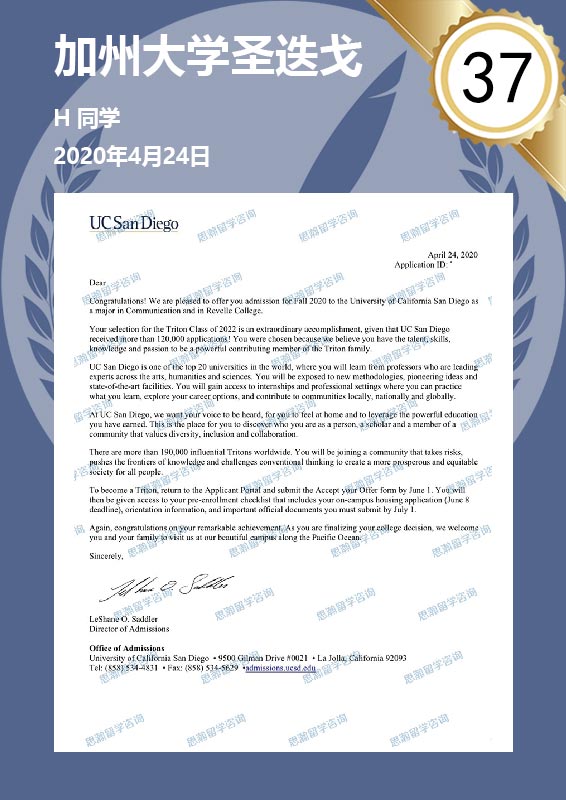 加州大学圣迭戈
37
H 同学
2020年4月24日
UC San Diego
April 24, 2020
Application ID:
Dear
Congratulations! We are pleased to offer you admission for Fall 2020 to the University of California San Diego as
a major in Communication and in Revelle College.
Your selection for the Triton Class of 2022 is an extraordinary accomplishment, given that UC San Diego
received more than 120,000 applications! You were chosen because we believe you have the talent, skills,
knowledge and passion to be a powerful contributing member of the Triton family.
UC San Diego is one of the top 20 universities in the world, where you will learn from professors who are leading
experts across the arts, humanities and sciences. You will be exposed to new methodologies, pioneering ideas and
state-of-the-art facilities. You will gain access to internships and professional settings where you can practice
what you learn, explore your career options, and contribute to communities locally, nationally and globally.
At UC San Diego, we want your voice to be heard, for you to feel at home and to leverage the powerful education
you have earned. This is the place for you to discover who you are as a person, a scholar and a member of a
community that values diversity, inclusion and collaboration.
There are more than 190,000 influential Tritons worldwide. You will be joining a community that takes risks,
pushes the frontiers of knowledge and challenges conventional thinking to create a more prosperous and equitable
society for all people.
To become a Triton, return to the Applicant Portal and submit the Accept your Offer form by June 1. You will
then be given access to your pre-enrollment checklist that includes your on-campus housing application (June 8
deadline), orientation information, and important official documents you must submit by July 1.
Again, congratulations on your remarkable achievement. As you are finalizing your college decision, we welcome
you and your family to visit us at our beautiful campus along the Pacific Ocean.
Sincerely,
LeShane O. Saddler
LeShane O. Saddler
Director of Admissions
Office of Admissions
University of California San Diego • 9500 Gilman Drive #0021 • La Jolla, California 92093
Tel: (858) 534-4831 • Fax: (858) 534-5629 •admissions.ucsd.edu
思瀚留学咨询